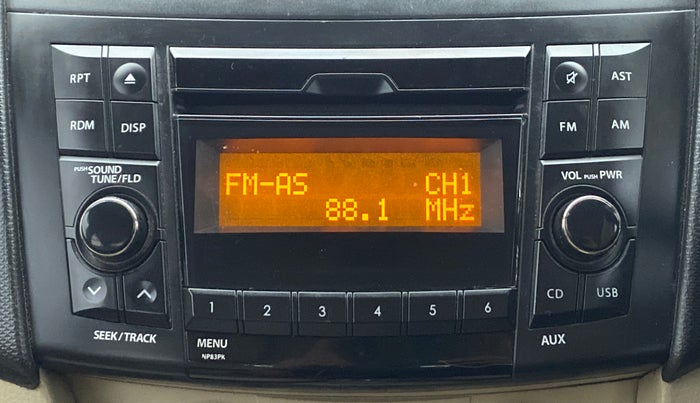 RPT
RDM
DISP
PUSH SOUND
TUNE/FLD
SEEK/TRACK
FM-AS CH1
88.1 MHz
1 2 3 4 5 6
MENU
NP83PK
AST
FM
AM
VOL PUSH PWR
CD
USB
AUX